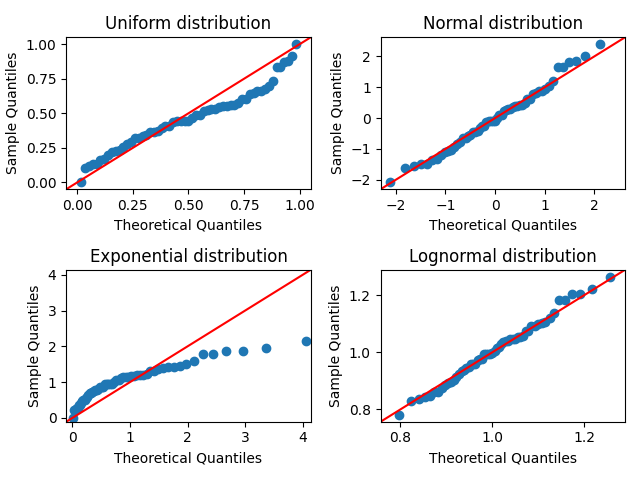 Uniform distribution
1.00
0.75
0.50
0.25
0.00
Sample Quantiles
0.00 0.25 0.50 0.75 1.00
Theoretical Quantiles
Normal distribution
2
1
0
−1
−2
Sample Quantiles
−2 −1 0 1 2
Theoretical Quantiles
Exponential distribution
4
3
2
1
0
Sample Quantiles
0 1 2 3 4
Theoretical Quantiles
Lognormal distribution
1.2
1.0
0.8
Sample Quantiles
0.8 1.0 1.2
Theoretical Quantiles